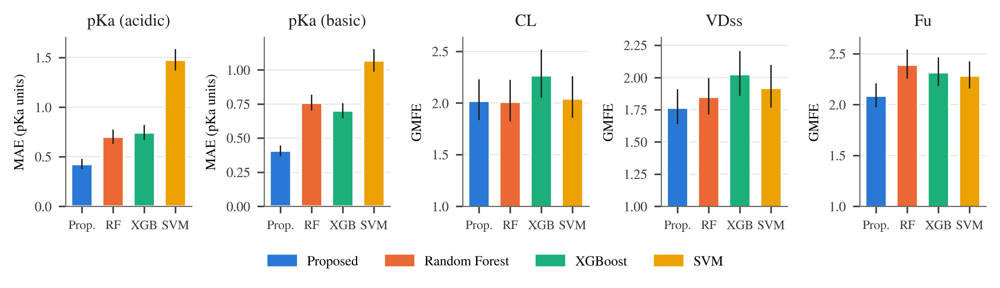 pKa (acidic)
MAE (pKa units)
1.5
1.0
0.5
0.0
Prop. RF XGB SVM
pKa (basic)
MAE (pKa units)
1.00
0.75
0.50
0.25
0.00
Prop. RF XGB SVM
CL
GMFE
2.5
2.0
1.5
1.0
Prop. RF XGB SVM
VDss
GMFE
2.25
2.00
1.75
1.50
1.25
1.00
Prop. RF XGB SVM
Fu
GMFE
2.5
2.0
1.5
1.0
Prop. RF XGB SVM
Proposed Random Forest XGBoost SVM